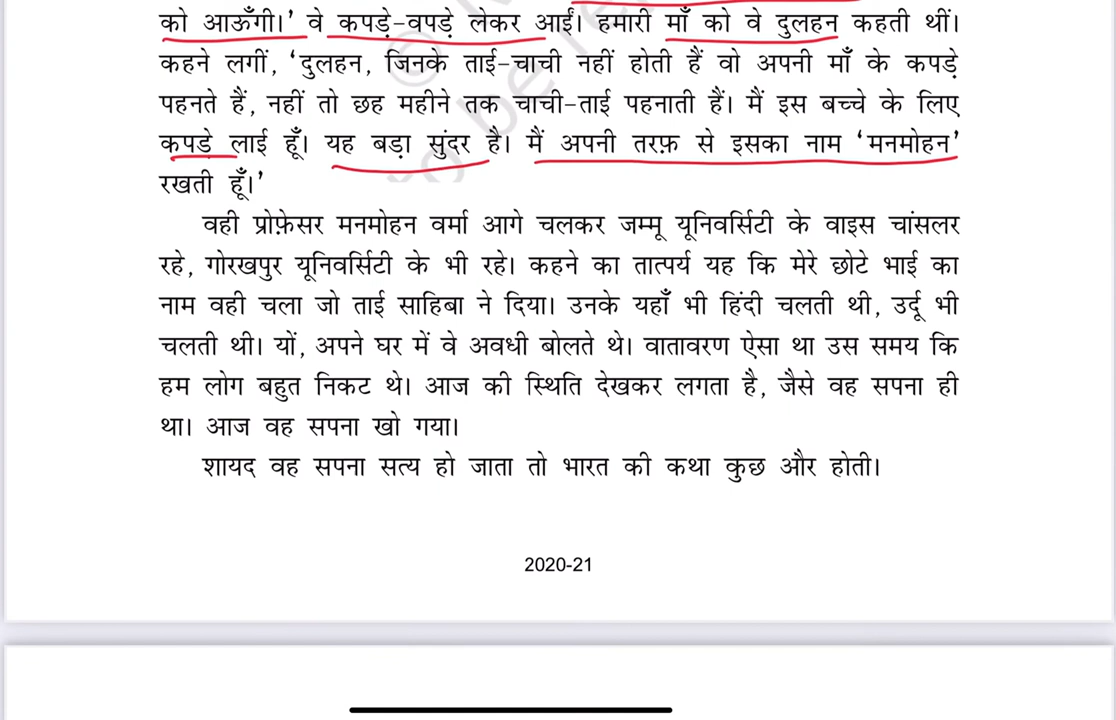 को आऊँगी।’ वे कपड़े-वपड़े लेकर आईं। हमारी माँ को वे दुलहन कहती थीं।
कहने लगीं, ‘दुलहन, जिनके ताई-चाची नहीं होती हैं वो अपनी माँ के कपड़े
पहनते हैं, नहीं तो छह महीने तक चाची-ताई पहनाती हैं। मैं इस बच्चे के लिए
कपड़े लाई हूँ। यह बड़ा सुंदर है। मैं अपनी तरफ़ से इसका नाम ‘मनमोहन’
रखती हूँ।’
वही प्रोफ़ेसर मनमोहन वर्मा आगे चलकर जम्मू यूनिवर्सिटी के वाइस चांसलर
रहे, गोरखपुर यूनिवर्सिटी के भी रहे। कहने का तात्पर्य यह कि मेरे छोटे भाई का
नाम वही चला जो ताई साहिबा ने दिया। उनके यहाँ भी हिंदी चलती थी, उर्दू भी
चलती थी। यों, अपने घर में वे अवधी बोलते थे। वातावरण ऐसा था उस समय कि
हम लोग बहुत निकट थे। आज की स्थिति देखकर लगता है, जैसे वह सपना ही
था। आज वह सपना खो गया।
शायद वह सपना सत्य हो जाता तो भारत की कथा कुछ और होती।
2020-21